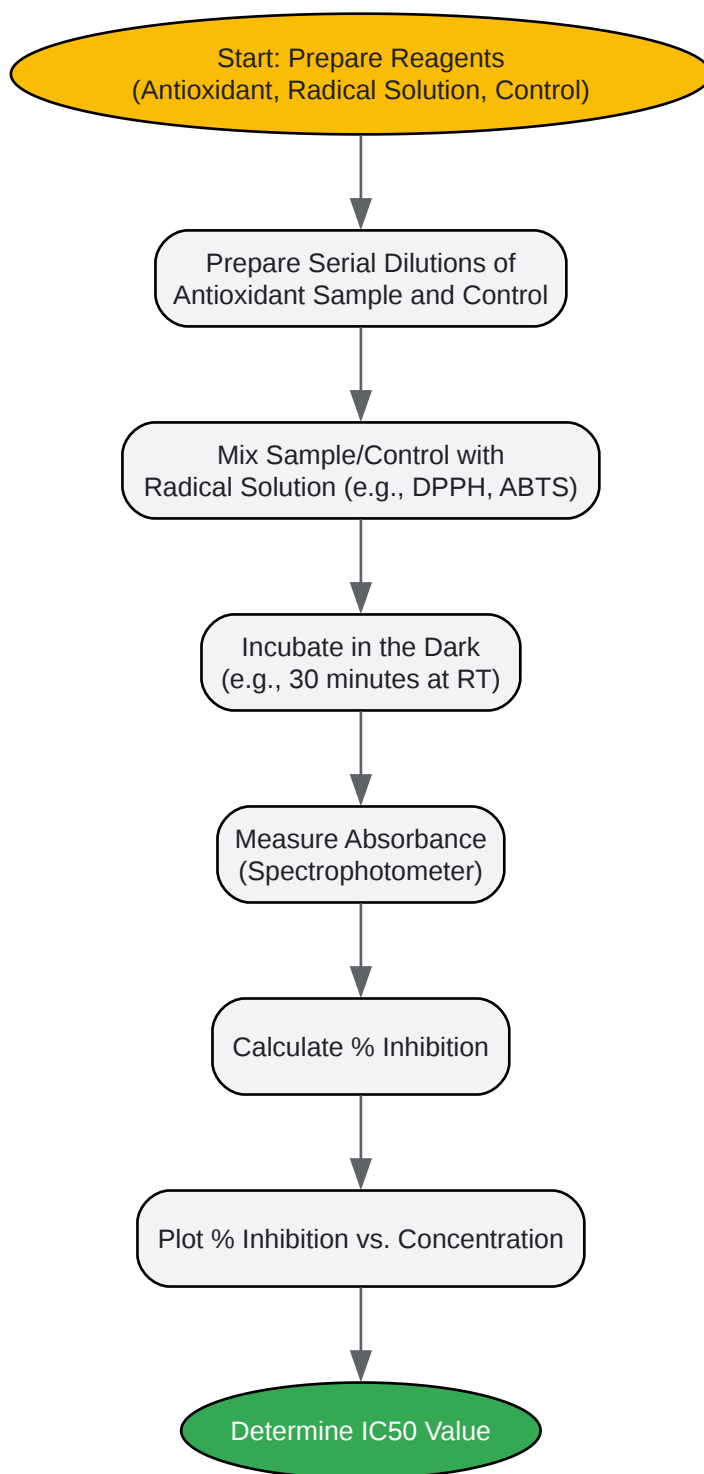 Start: Prepare Reagents
(Antioxidant, Radical Solution, Control)
Prepare Serial Dilutions of
Antioxidant Sample and Control
Mix Sample/Control with
Radical Solution (e.g., DPPH, ABTS)
Incubate in the Dark
(e.g., 30 minutes at RT)
Measure Absorbance
(Spectrophotometer)
Calculate % Inhibition
Plot % Inhibition vs. Concentration
Determine IC50 Value